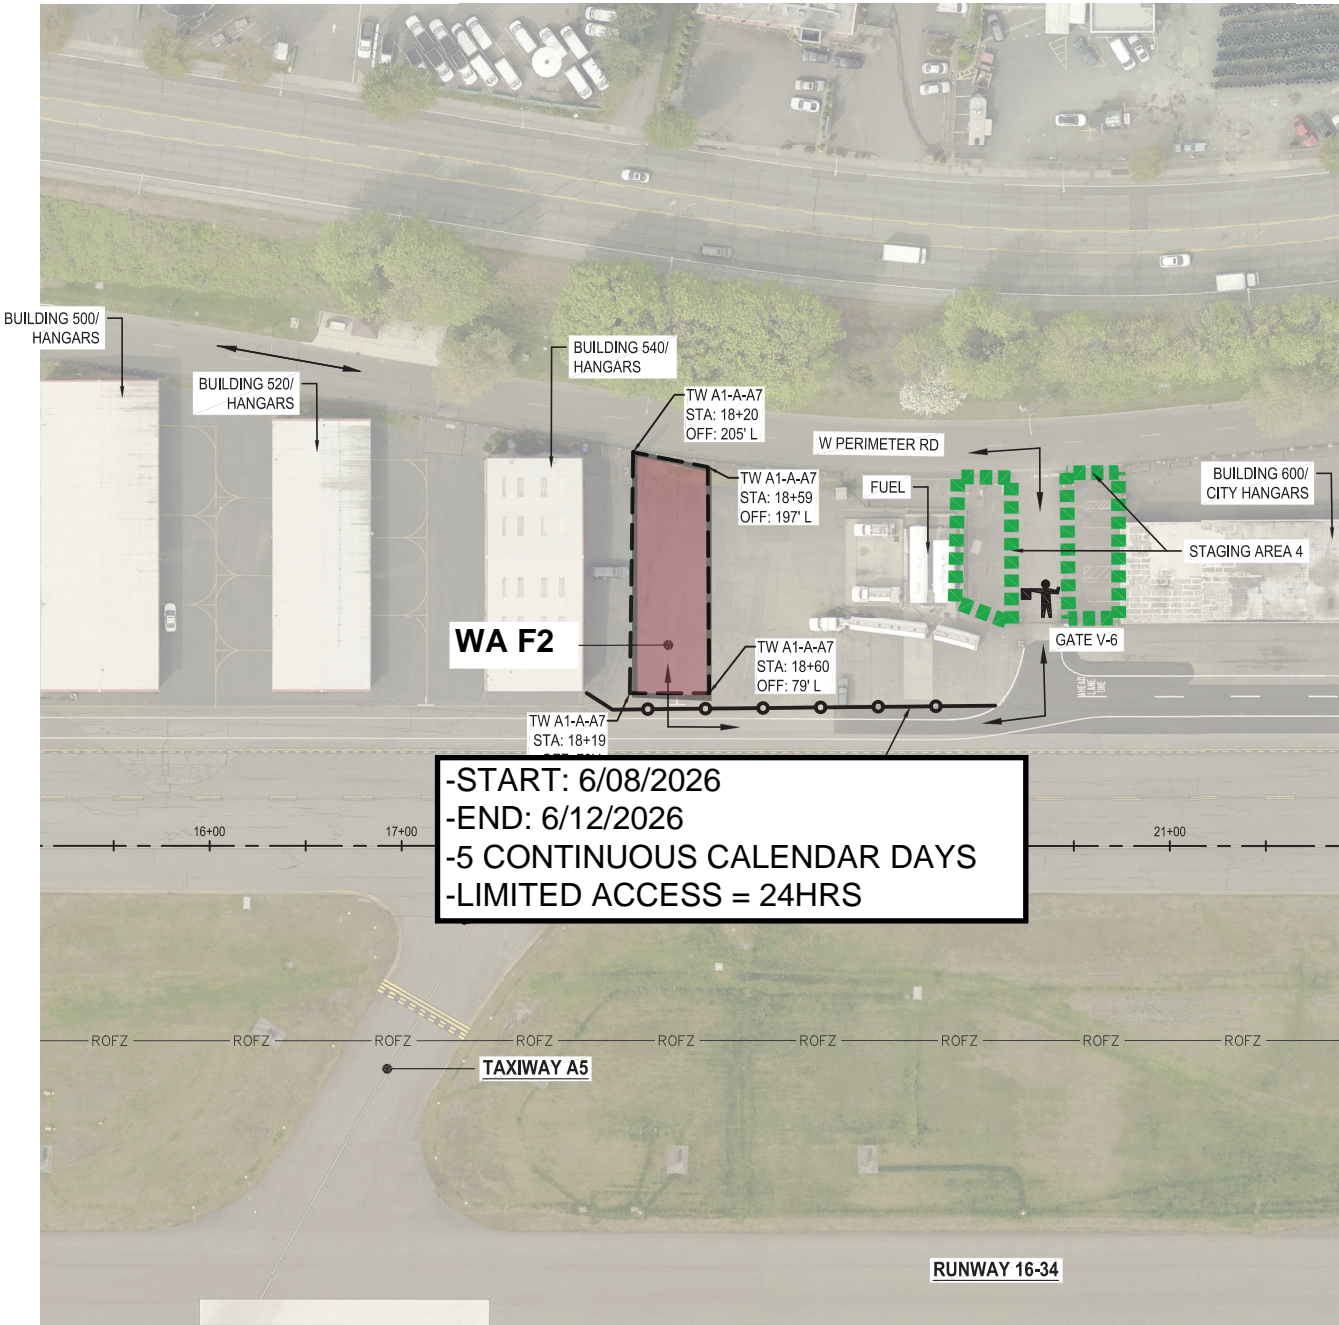 BUILDING 500/
HANGARS
BUILDING 520/
HANGARS
BUILDING 540/
HANGARS
TW A1-A-A7
STA: 18+20
OFF: 205' L
TW A1-A-A7
STA: 18+59
OFF: 197' L
W PERIMETER RD
FUEL
BUILDING 600/
CITY HANGARS
STAGING AREA 4
WA F2
GATE V-6
TW A1-A-A7
STA: 18+60
OFF: 79' L
AHEAD
LANE
ONE
TW A1-A-A7
STA: 18+19
-START: 6/08/2026
-END: 6/12/2026
-5 CONTINUOUS CALENDAR DAYS
-LIMITED ACCESS = 24HRS
16+00
17+00
21+00
ROFZ ROFZ ROFZ ROFZ ROFZ ROFZ ROFZ ROFZ ROFZ
TAXIWAY A5
RUNWAY 16-34